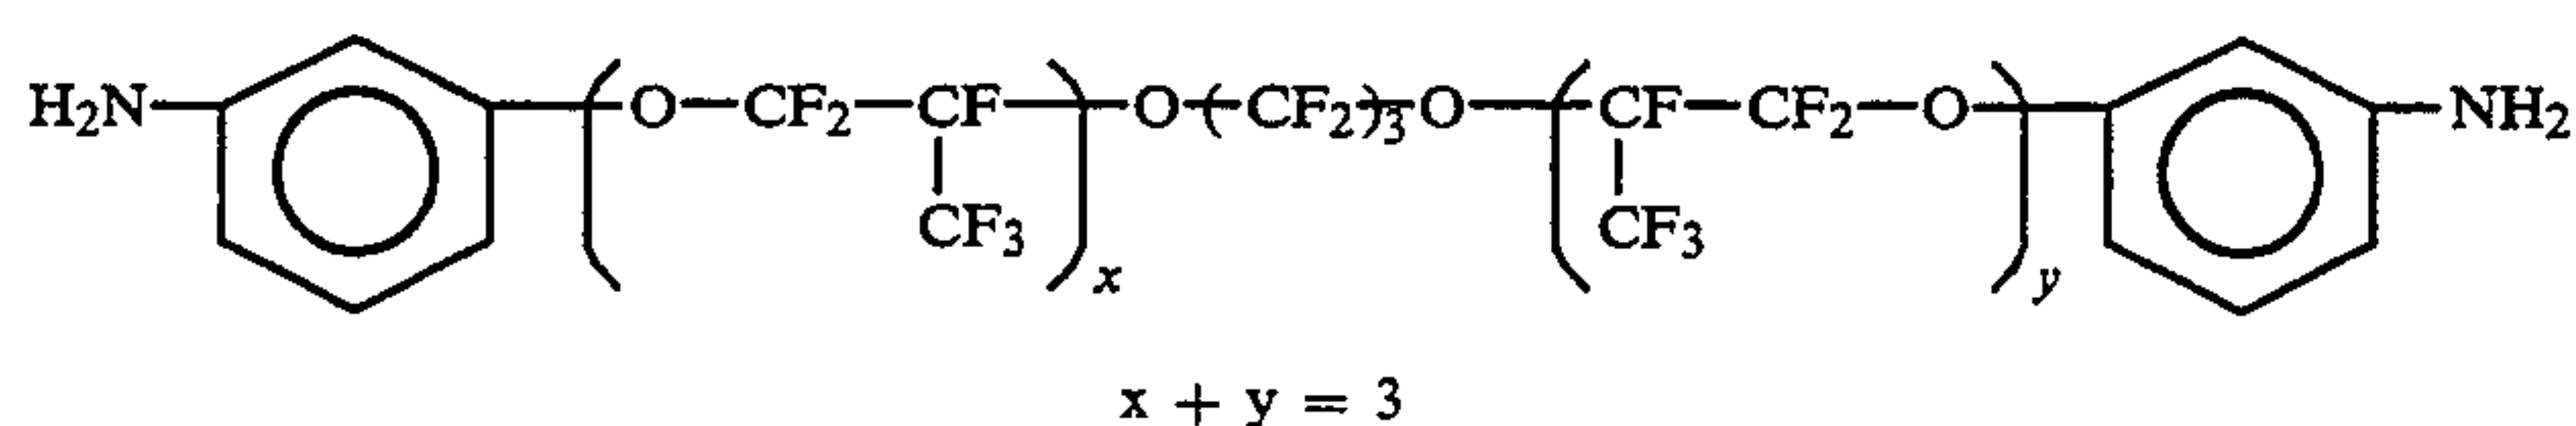 H₂N O—CF₂—CF O (CF₂)₃ O CF—CF₂—O NH₂
CF₃ x CF₃ y
x + y = 3